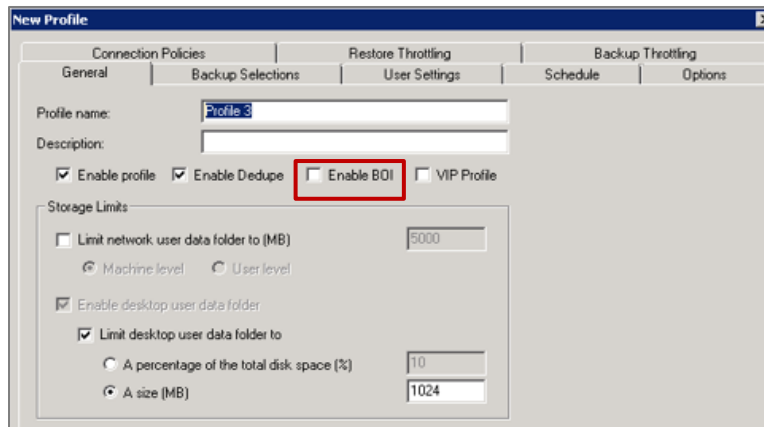 New Profile
Connection Policies Restore Throttling Backup Throttling
General Backup Selections User Settings Schedule Options
Profile name: Profile 3
Description:
Enable profile Enable Dedupe Enable BOI VIP Profile
Storage Limits
Limit network user data folder to (MB) 5000
Machine level User level
Enable desktop user data folder
Limit desktop user data folder to
A percentage of the total disk space (%) 10
A size (MB) 1024